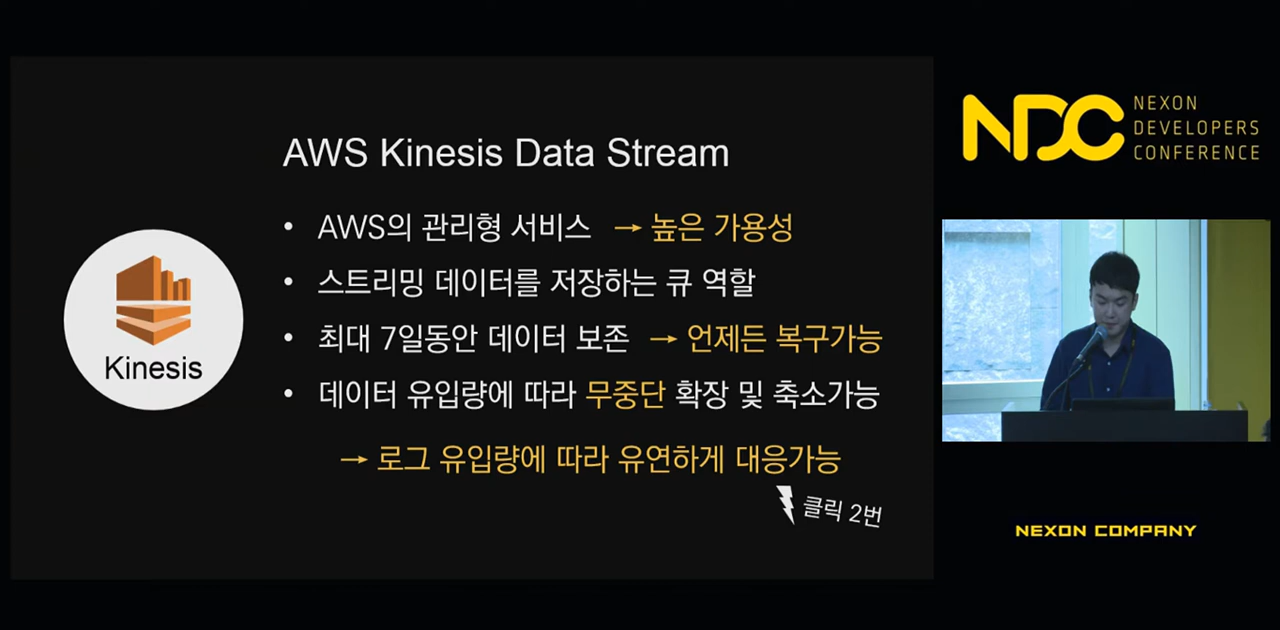 AWS Kinesis Data Stream
• AWS의 관리형 서비스 → 높은 가용성
• 스트리밍 데이터를 저장하는 큐 역할
• 최대 7일동안 데이터 보존 → 언제든 복구가능
• 데이터 유입량에 따라 무중단 확장 및 축소가능
→ 로그 유입량에 따라 유연하게 대응가능
클릭 2번
Kinesis
NDC
NEXON
DEVELOPERS
CONFERENCE
NEXON COMPANY